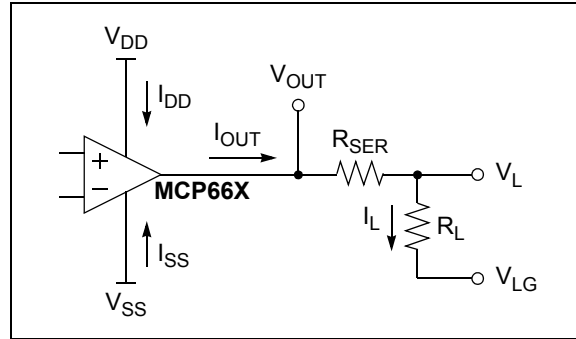 V_DD
I_DD
V_OUT
I_OUT
R_SER
+
−
MCP66X
V_L
I_L
R_L
I_SS
V_SS
V_LG